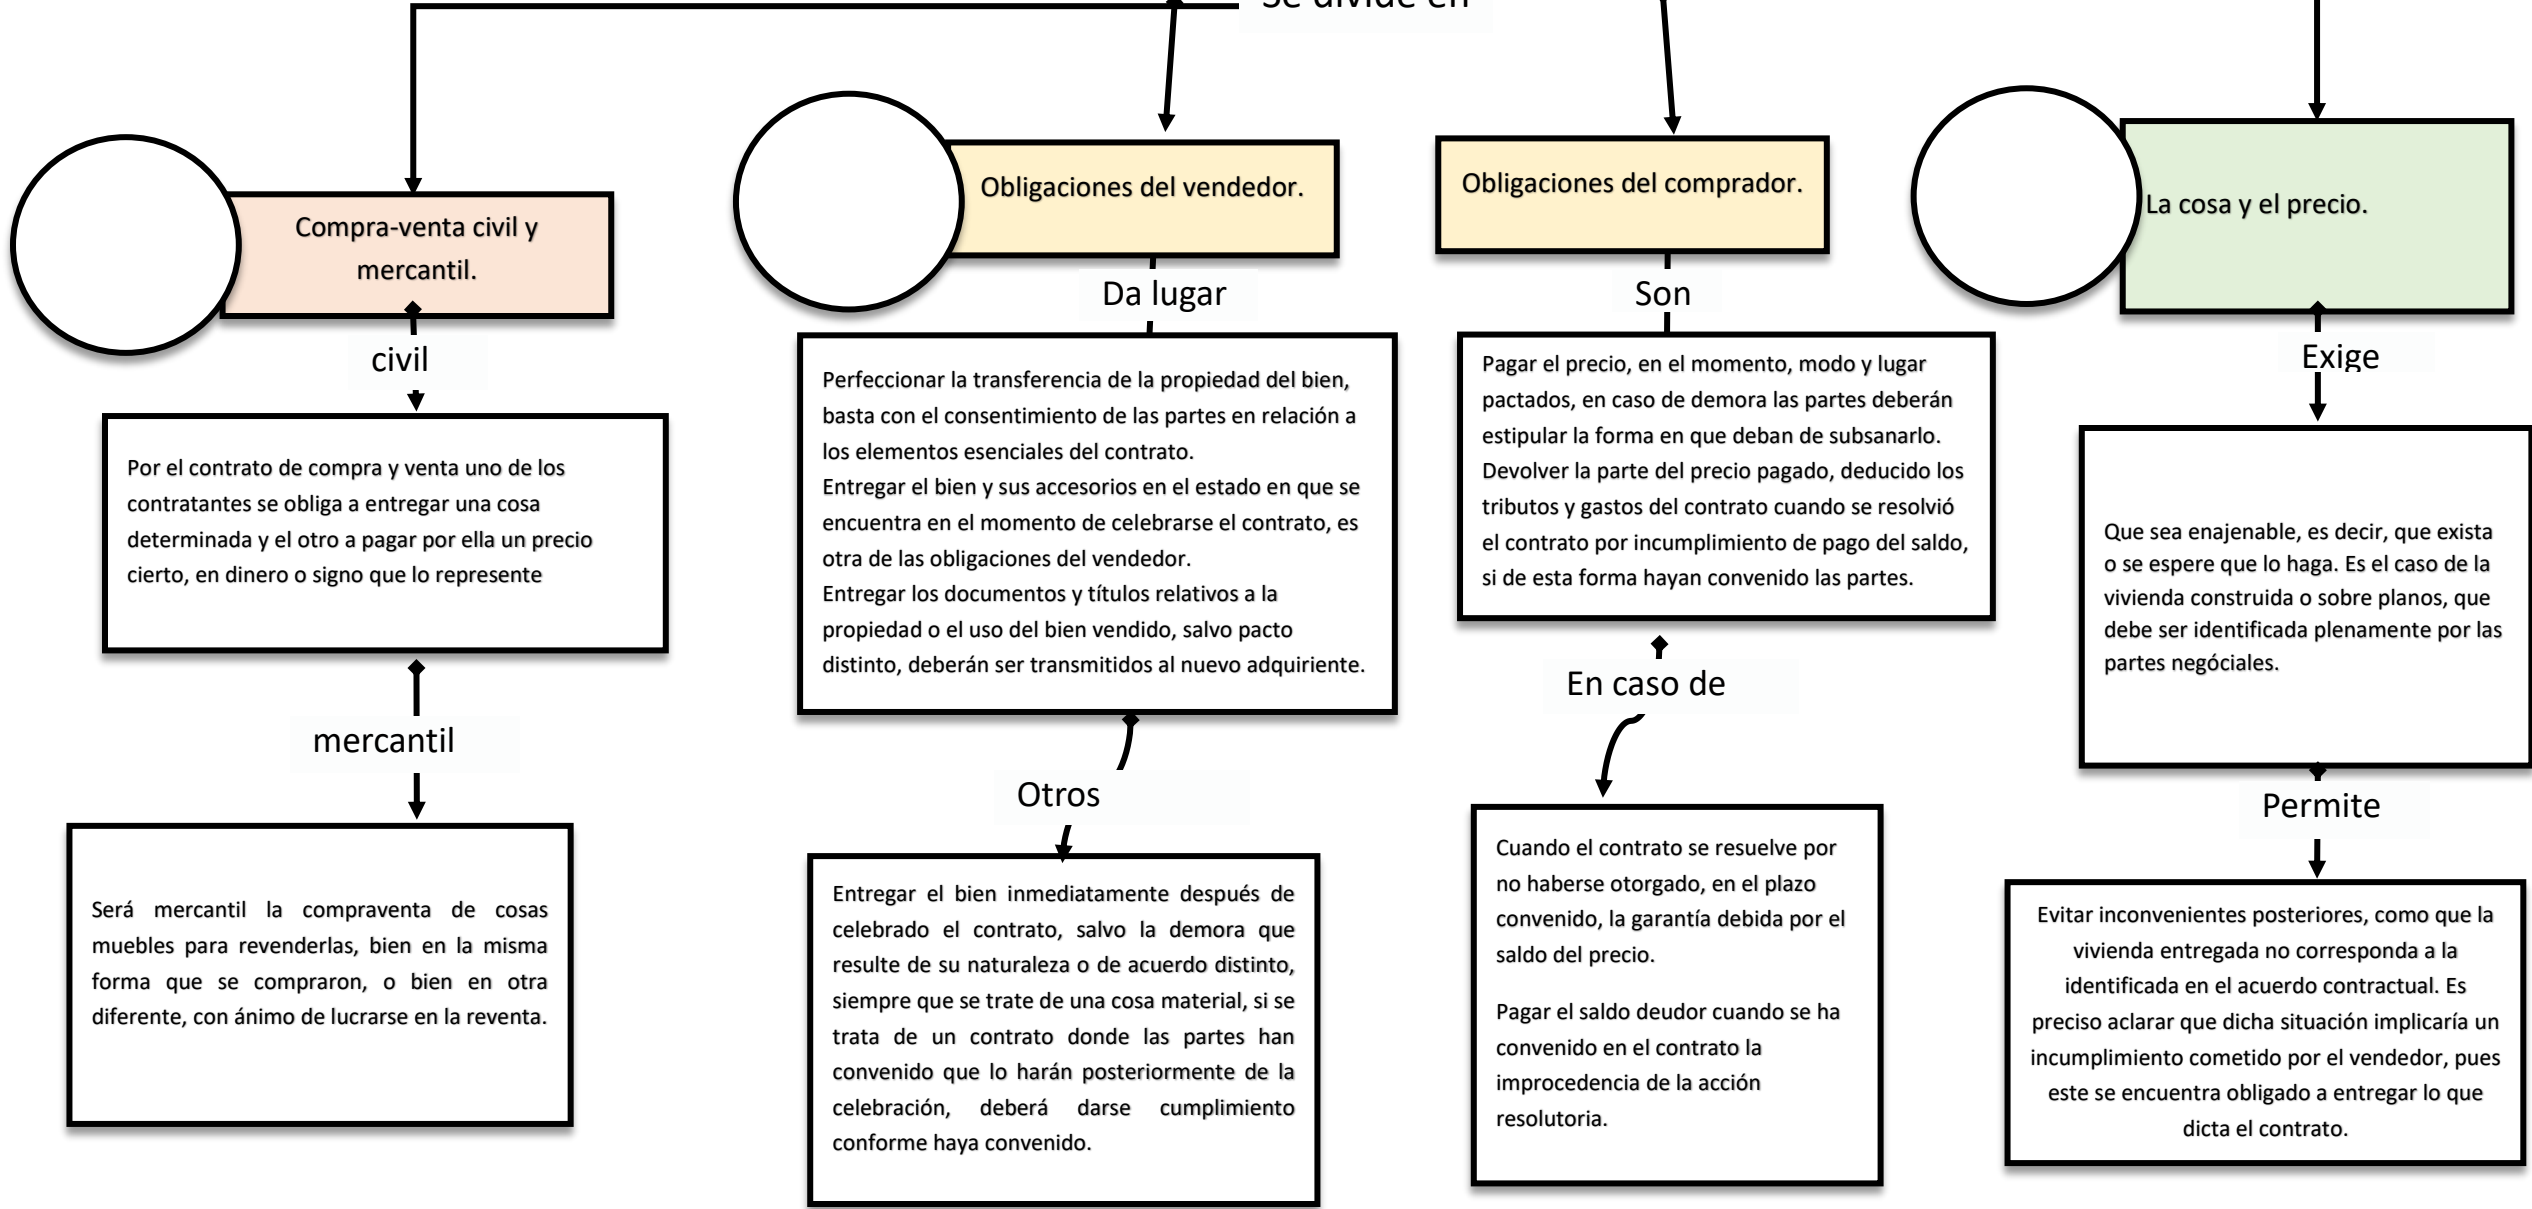 Se divide en
Compra-venta civil y
mercantil.
civil
Por el contrato de compra y venta uno de los
contratantes se obliga a entregar una cosa
determinada y el otro a pagar por ella un precio
cierto, en dinero o signo que lo represente
mercantil
Será mercantil la compraventa de cosas
muebles para revenderlas, bien en la misma
forma que se compraron, o bien en otra
diferente, con ánimo de lucrarse en la reventa.
Obligaciones del vendedor.
Da lugar
Perfeccionar la transferencia de la propiedad del bien,
basta con el consentimiento de las partes en relación a
los elementos esenciales del contrato.
Entregar el bien y sus accesorios en el estado en que se
encuentra en el momento de celebrarse el contrato, es
otra de las obligaciones del vendedor.
Entregar los documentos y títulos relativos a la
propiedad o el uso del bien vendido, salvo pacto
distinto, deberán ser transmitidos al nuevo adquiriente.
Otros
Entregar el bien inmediatamente después de
celebrado el contrato, salvo la demora que
resulte de su naturaleza o de acuerdo distinto,
siempre que se trate de una cosa material, si se
trata de un contrato donde las partes han
convenido que lo harán posteriormente de la
celebración, deberá darse cumplimiento
conforme haya convenido.
Obligaciones del comprador.
Son
Pagar el precio, en el momento, modo y lugar
pactados, en caso de demora las partes deberán
estipular la forma en que deban de subsanarlo.
Devolver la parte del precio pagado, deducido los
tributos y gastos del contrato cuando se resolvió
el contrato por incumplimiento de pago del saldo,
si de esta forma hayan convenido las partes.
En caso de
Cuando el contrato se resuelve por
no haberse otorgado, en el plazo
convenido, la garantía debida por el
saldo del precio.
Pagar el saldo deudor cuando se ha
convenido en el contrato la
improcedencia de la acción
resolutoria.
La cosa y el precio.
Exige
Que sea enajenable, es decir, que exista
o se espere que lo haga. Es el caso de la
vivienda construida o sobre planos, que
debe ser identificada plenamente por las
partes negóciales.
Permite
Evitar inconvenientes posteriores, como que la
vivienda entregada no corresponda a la
identificada en el acuerdo contractual. Es
preciso aclarar que dicha situación implicaría un
incumplimiento cometido por el vendedor, pues
este se encuentra obligado a entregar lo que
dicta el contrato.